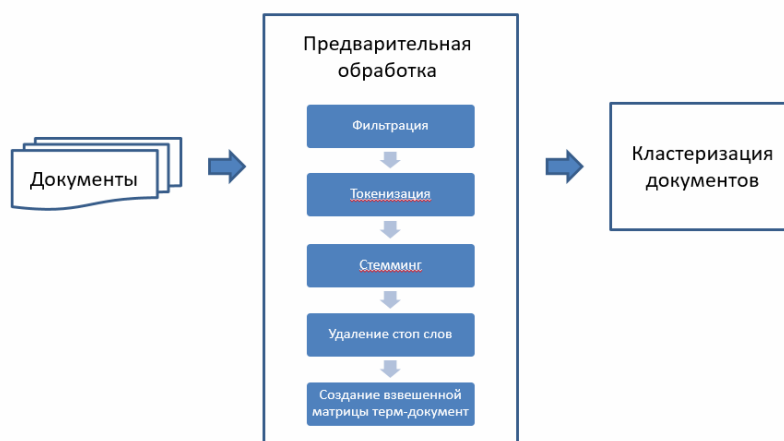 Документы
Предварительная
обработка
Фильтрация
Токенизация
Стемминг
Удаление стоп слов
Создание взвешенной
матрицы терм-документ
Кластеризация
документов